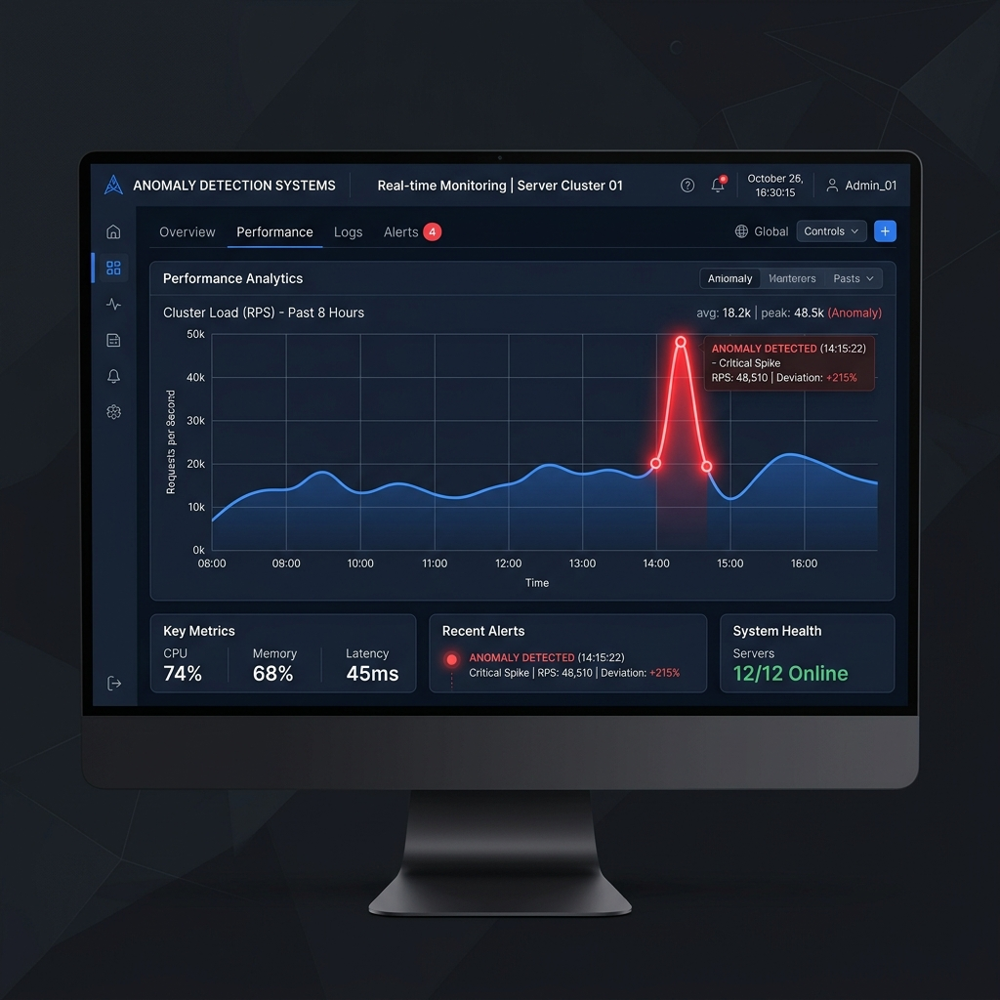 ANOMALY DETECTION SYSTEMS
Real-time Monitoring | Server Cluster 01
?
October 26,
16:30:15
Admin_01
Overview
Performance
Logs
Alerts 4
Global
Controls
+
Performance Analytics
Aniomaly
Pasts
Cluster Load (RPS) - Past 8 Hours
avg: 18.2k | peak: 48.5k (Anomaly)
50k
40k
30k
20k
10k
0k
Requests per Second
ANOMALY DETECTED (14:15:22)
- Critical Spike
RPS: 48,510 | Deviation: +215%
08:00
09:00
10:00
11:00
12:00
13:00
14:00
15:00
16:00
Time
Key Metrics
CPU
74%
Memory
68%
Latency
45ms
Recent Alerts
ANOMALY DETECTED (14:15:22)
Critical Spike | RPS: 48,510 | Deviation: +215%
System Health
Servers
12/12 Online